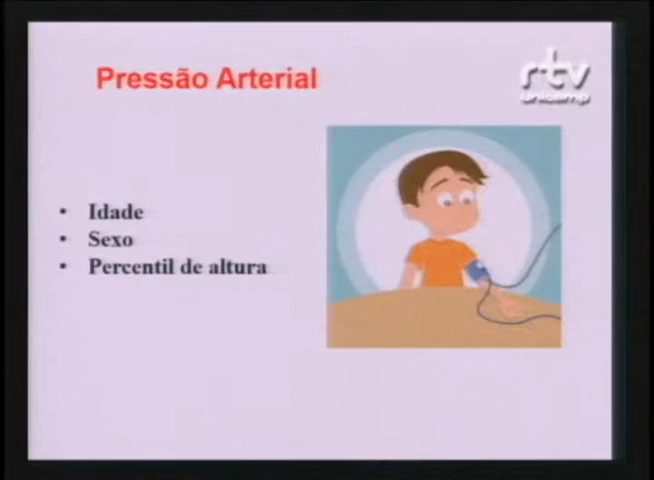 Pressão Arterial
rtv
unicamp
• Idade
• Sexo
• Percentil de altura